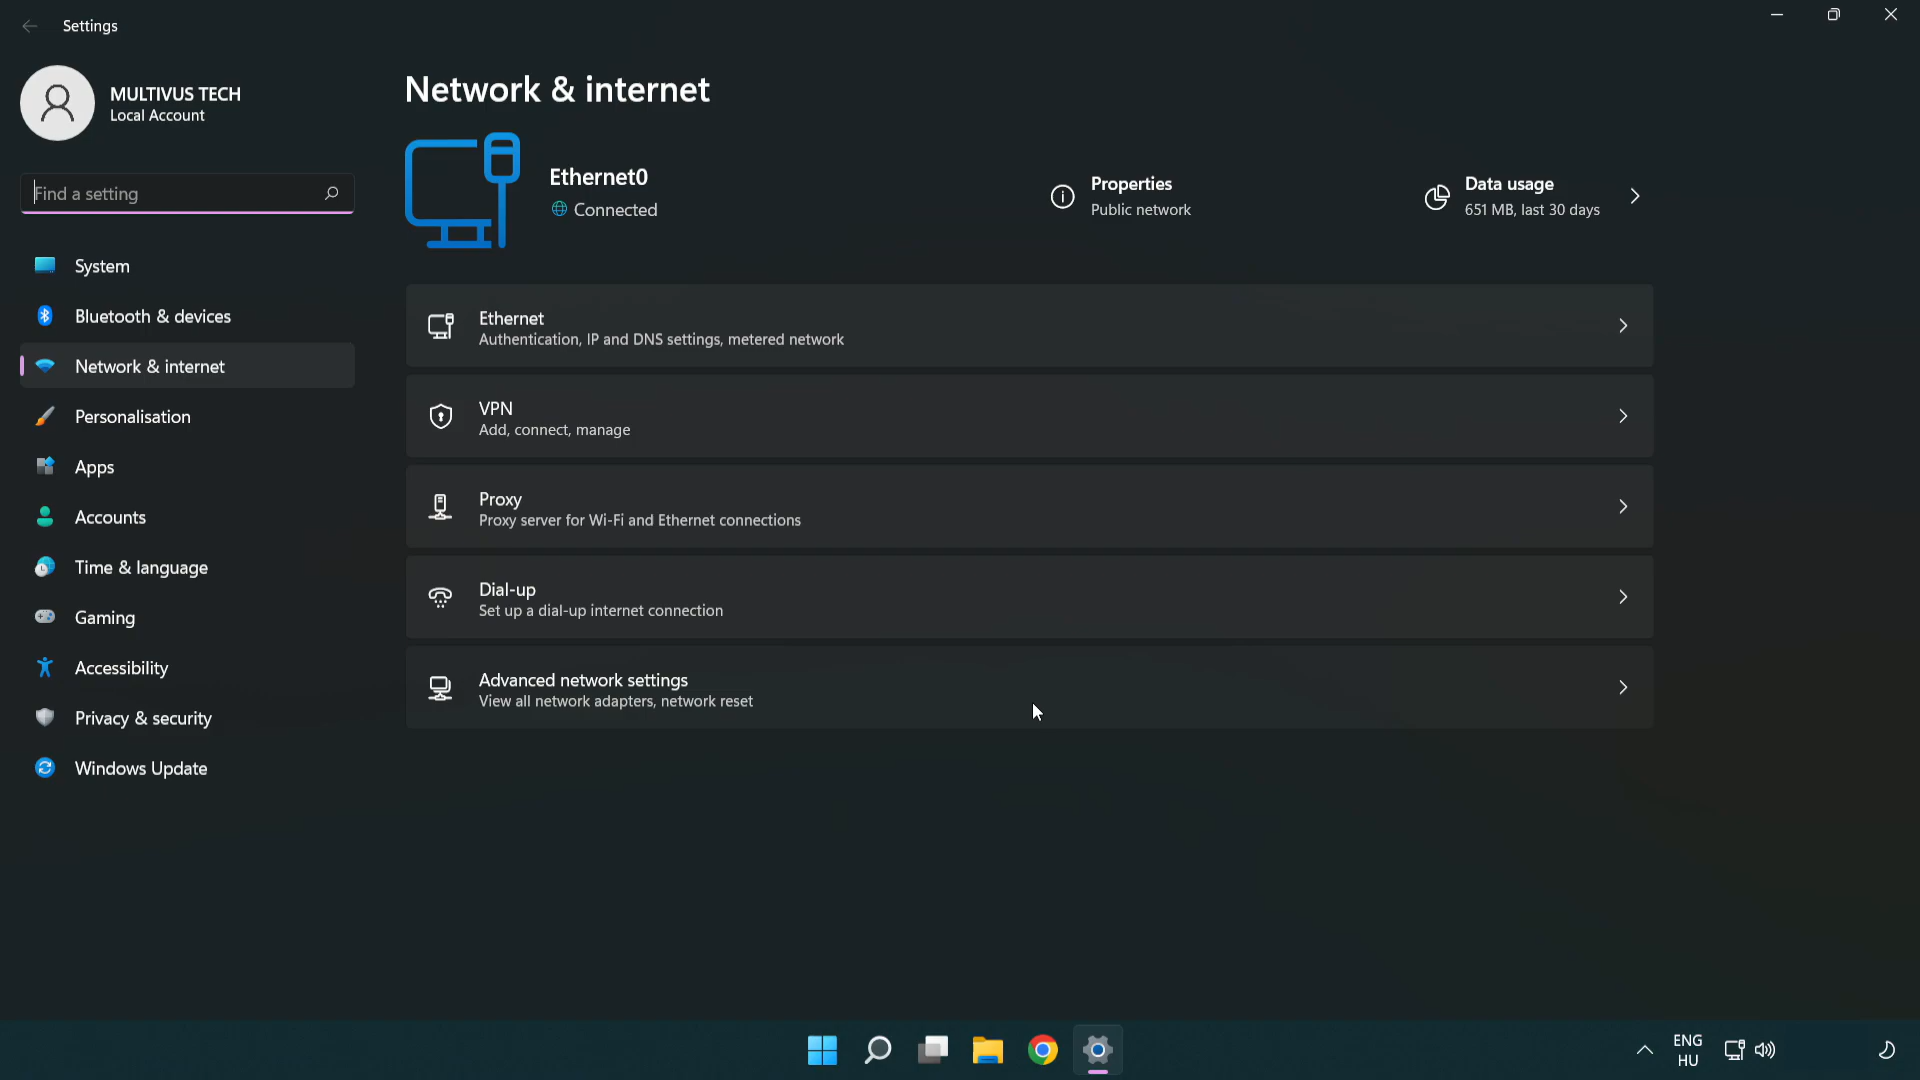 Settings
MULTIVUS TECH
Local Account
Find a setting
System
Bluetooth & devices
Network & internet
Personalisation
Apps
Accounts
Time & language
Gaming
Accessibility
Privacy & security
Windows Update
Network & internet
Ethernet0
Connected
Properties
Public network
Data usage
651 MB, last 30 days
Ethernet
Authentication, IP and DNS settings, metered network
VPN
Add, connect, manage
Proxy
Proxy server for Wi-Fi and Ethernet connections
Dial-up
Set up a dial-up internet connection
Advanced network settings
View all network adapters, network reset
ENG
HU